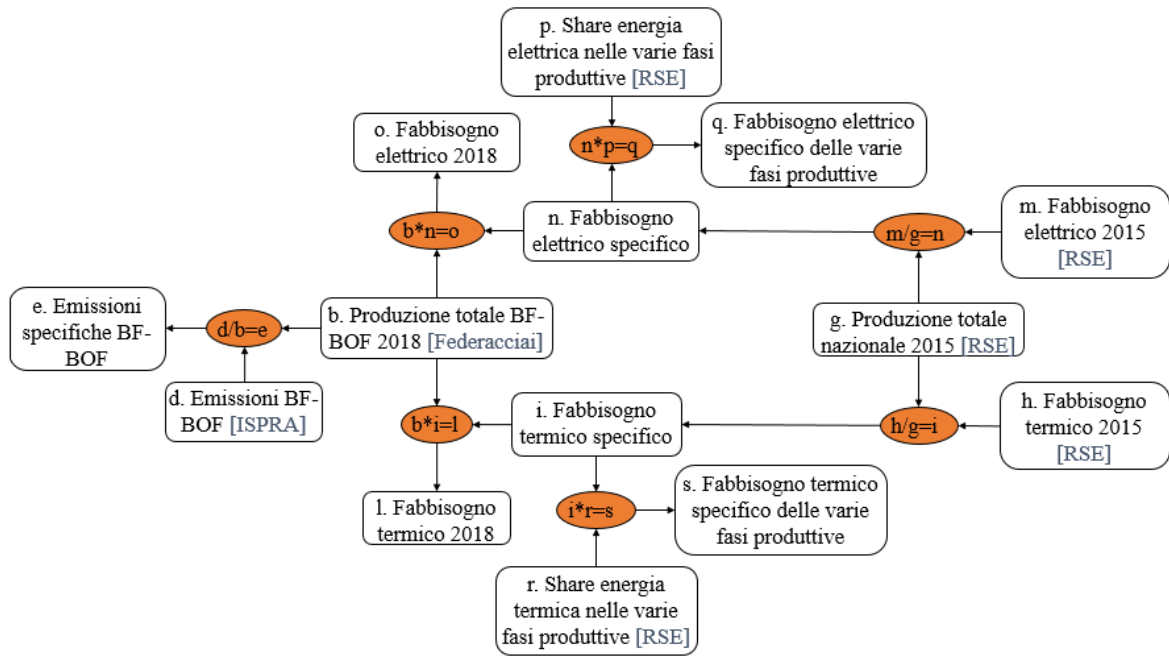 p. Share energia
elettrica nelle varie fasi
produttive [RSE]
o. Fabbisogno
elettrico 2018
n*p=q
q. Fabbisogno elettrico
specifico delle varie
fasi produttive
b*n=o
n. Fabbisogno
elettrico specifico
m/g=n
m. Fabbisogno
elettrico 2015
[RSE]
e. Emissioni
specifiche BF-
BOF
d/b=e
b. Produzione totale BF-
BOF 2018 [Federacciai]
g. Produzione totale
nazionale 2015 [RSE]
d. Emissioni BF-
BOF [ISPRA]
b*i=l
i. Fabbisogno
termico specifico
h/g=i
h. Fabbisogno
termico 2015
[RSE]
l. Fabbisogno
termico 2018
i*r=s
s. Fabbisogno termico
specifico delle varie
fasi produttive
r. Share energia
termica nelle varie
fasi produttive [RSE]